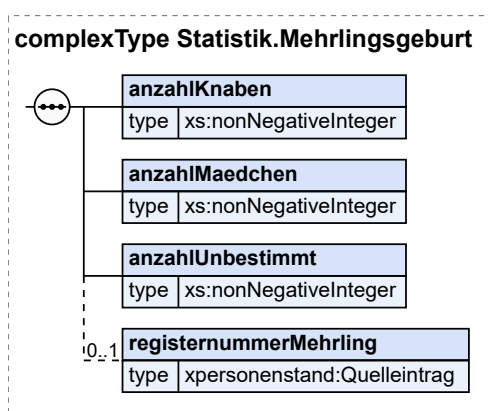 complexType Statistik.Mehrlingsgeburt
anzahlKnaben
type xs:nonNegativeInteger
anzahlMaedchen
type xs:nonNegativeInteger
anzahlUnbestimmt
type xs:nonNegativeInteger
0..1 registernummerMehrling
type xpersonenstand:Quelleintrag